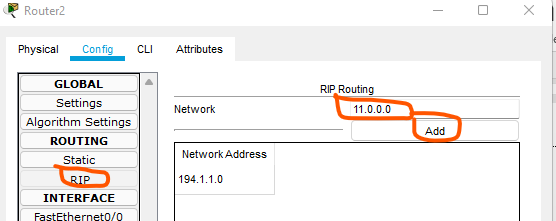 Router2
Physical Config CLI Attributes
GLOBAL
Settings
Algorithm Settings
ROUTING
Static
RIP
INTERFACE
FastEthernet0/0
RIP Routing
Network 11.0.0.0
Add
Network Address
194.1.1.0